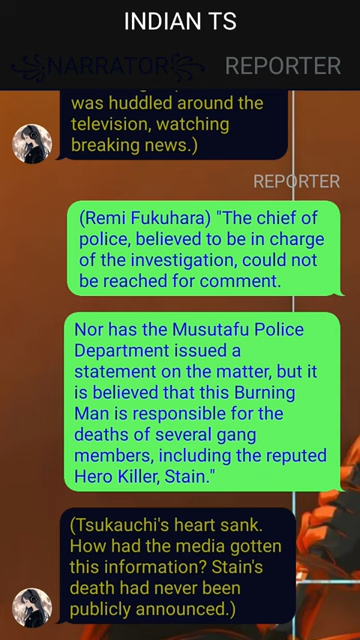 INDIAN TS
꧁NARRATOR꧂ REPORTER
was huddled around the
television, watching
breaking news.)
REPORTER
(Remi Fukuhara) "The chief of
police, believed to be in charge
of the investigation, could not
be reached for comment.
Nor has the Musutafu Police
Department issued a
statement on the matter, but it
is believed that this Burning
Man is responsible for the
deaths of several gang
members, including the reputed
Hero Killer, Stain."
(Tsukauchi's heart sank.
How had the media gotten
this information? Stain's
death had never been
publicly announced.)